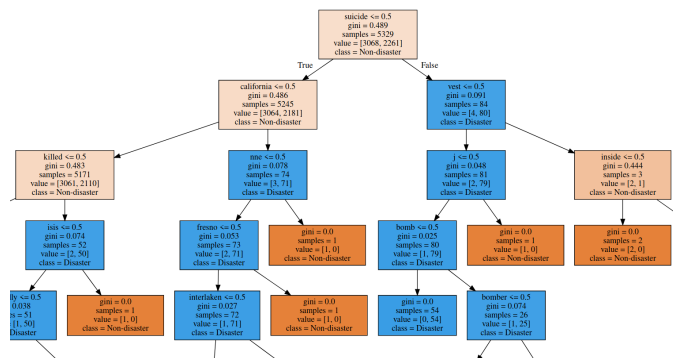 suicide <= 0.5
gini = 0.489
samples = 5329
value = [3068, 2261]
class = Non-disaster
True
False
california <= 0.5
gini = 0.486
samples = 5245
value = [3064, 2181]
class = Non-disaster
vest <= 0.5
gini = 0.091
samples = 84
value = [4, 80]
class = Disaster
killed <= 0.5
gini = 0.483
samples = 5171
value = [3061, 2110]
class = Non-disaster
nne <= 0.5
gini = 0.078
samples = 74
value = [3, 71]
class = Disaster
j <= 0.5
gini = 0.048
samples = 81
value = [2, 79]
class = Disaster
inside <= 0.5
gini = 0.444
samples = 3
value = [2, 1]
class = Non-disaster
isis <= 0.5
gini = 0.074
samples = 52
value = [2, 50]
class = Disaster
fresno <= 0.5
gini = 0.053
samples = 73
value = [2, 71]
class = Disaster
gini = 0.0
samples = 1
value = [1, 0]
class = Non-disaster
bomb <= 0.5
gini = 0.025
samples = 80
value = [1, 79]
class = Disaster
gini = 0.0
samples = 1
value = [1, 0]
class = Non-disaster
gini = 0.0
samples = 2
value = [2, 0]
class = Non-disaster
lly <= 0.5
0.038
s = 51
[1, 50]
Disaster
gini = 0.0
samples = 1
value = [1, 0]
class = Non-disaster
interlaken <= 0.5
gini = 0.027
samples = 72
value = [1, 71]
class = Disaster
gini = 0.0
samples = 1
value = [1, 0]
class = Non-disaster
gini = 0.0
samples = 54
value = [0, 54]
class = Disaster
bomber <= 0.5
gini = 0.074
samples = 26
value = [1, 25]
class = Disaster